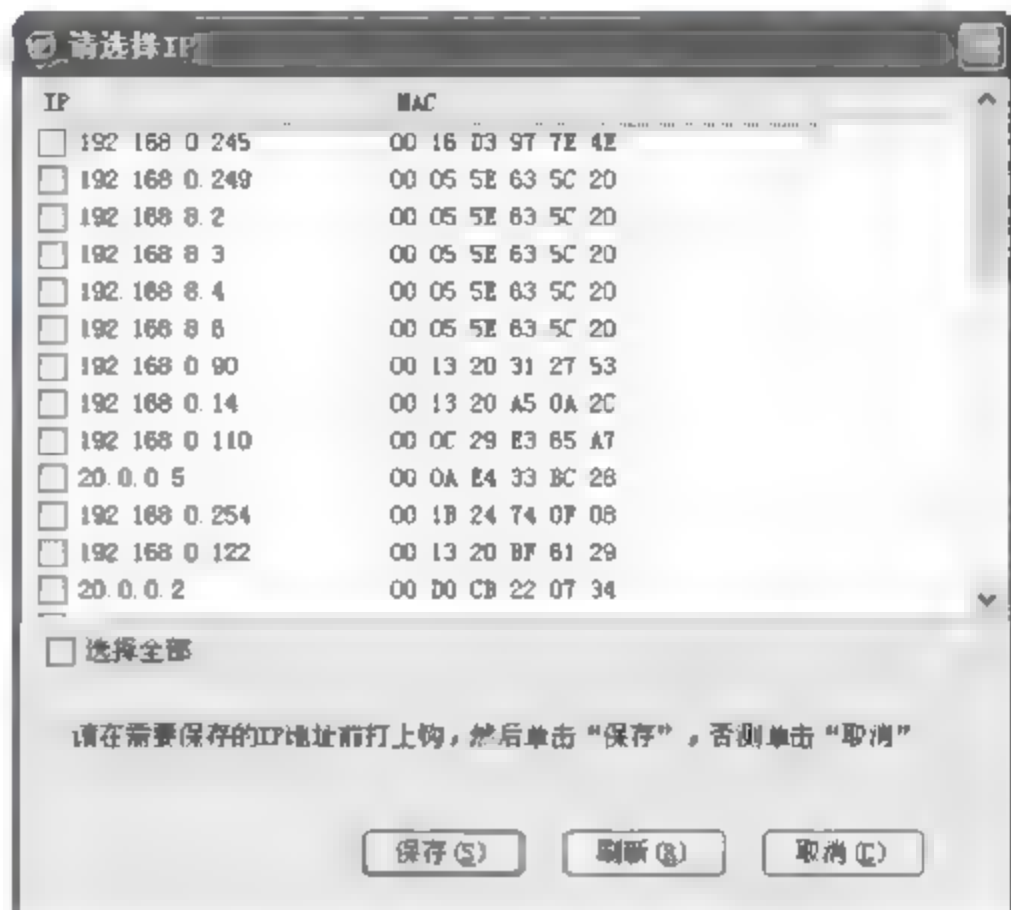 请选择IP
IP MAC
192 168 0 245 00 16 D3 97 7E 4E
192 168 0.249 00 05 5E 63 5C 20
192 168 8.2 00 05 5E 63 5C 20
192 168 8 3 00 05 5E 63 5C 20
192.168 8.4 00 05 5E 63 5C 20
192 168 8 6 00 05 5E 63 5C 20
192 168 0 90 00 13 20 31 27 53
192 168 0.14 00 13 20 A5 0A 2C
192 168 0 110 00 0C 29 E3 65 A7
20.0.0 5 00 0A E4 33 BC 28
192 168 0.254 00 1B 24 74 0F 08
192 168 0 122 00 13 20 BF 61 29
20.0.0.2 00 D0 CB 22 07 34
选择全部
请在需要保存的IP地址前打上钩，然后单击“保存”，否则单击“取消”
保存(S) 刷新(R) 取消(C)